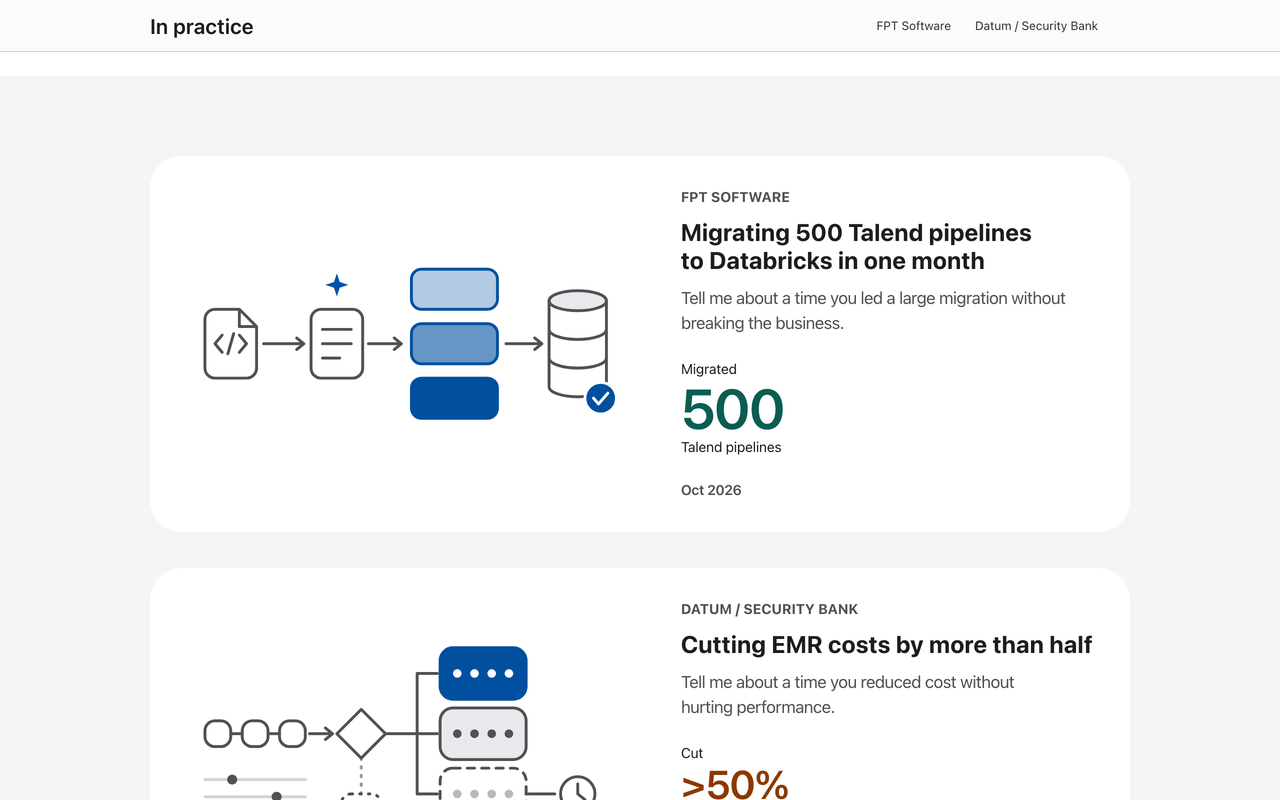 In practice
FPT Software
Datum / Security Bank
FPT SOFTWARE
Migrating 500 Talend pipelines
to Databricks in one month
Tell me about a time you led a large migration without
breaking the business.
Migrated
500
Talend pipelines
Oct 2026
DATUM / SECURITY BANK
Cutting EMR costs by more than half
Tell me about a time you reduced cost without
hurting performance.
Cut
>50%